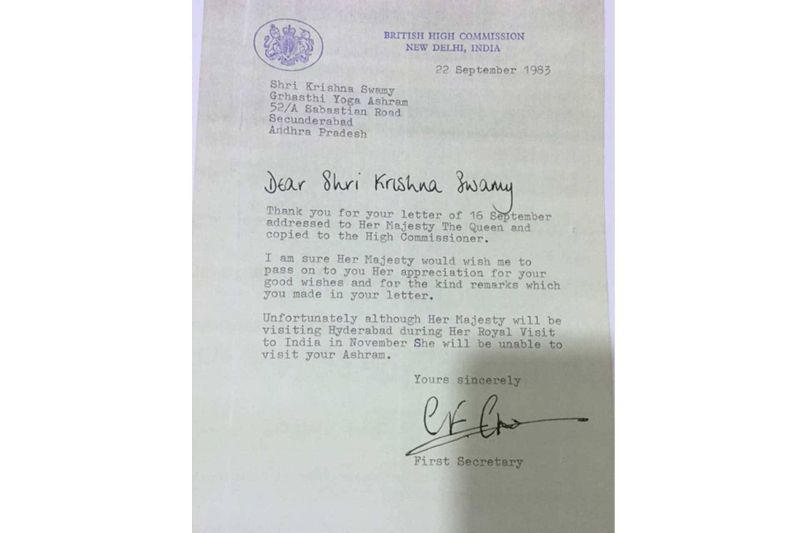 BRITISH HIGH COMMISSION
NEW DELHI, INDIA
22 September 1983
Shri Krishna Swamy
Grhasthi Yoga Ashram
52/A Sabastian Road
Secunderabad
Andhra Pradesh
Dear Shri Krishna Swamy
Thank you for your letter of 16 September
addressed to Her Majesty The Queen and
copied to the High Commissioner.
I am sure Her Majesty would wish me to
pass on to you Her appreciation for your
good wishes and for the kind remarks which
you made in your letter.
Unfortunately although Her Majesty will be
visiting Hyderabad during Her Royal Visit
to India in November She will be unable to
visit your Ashram.
Yours sincerely
First Secretary